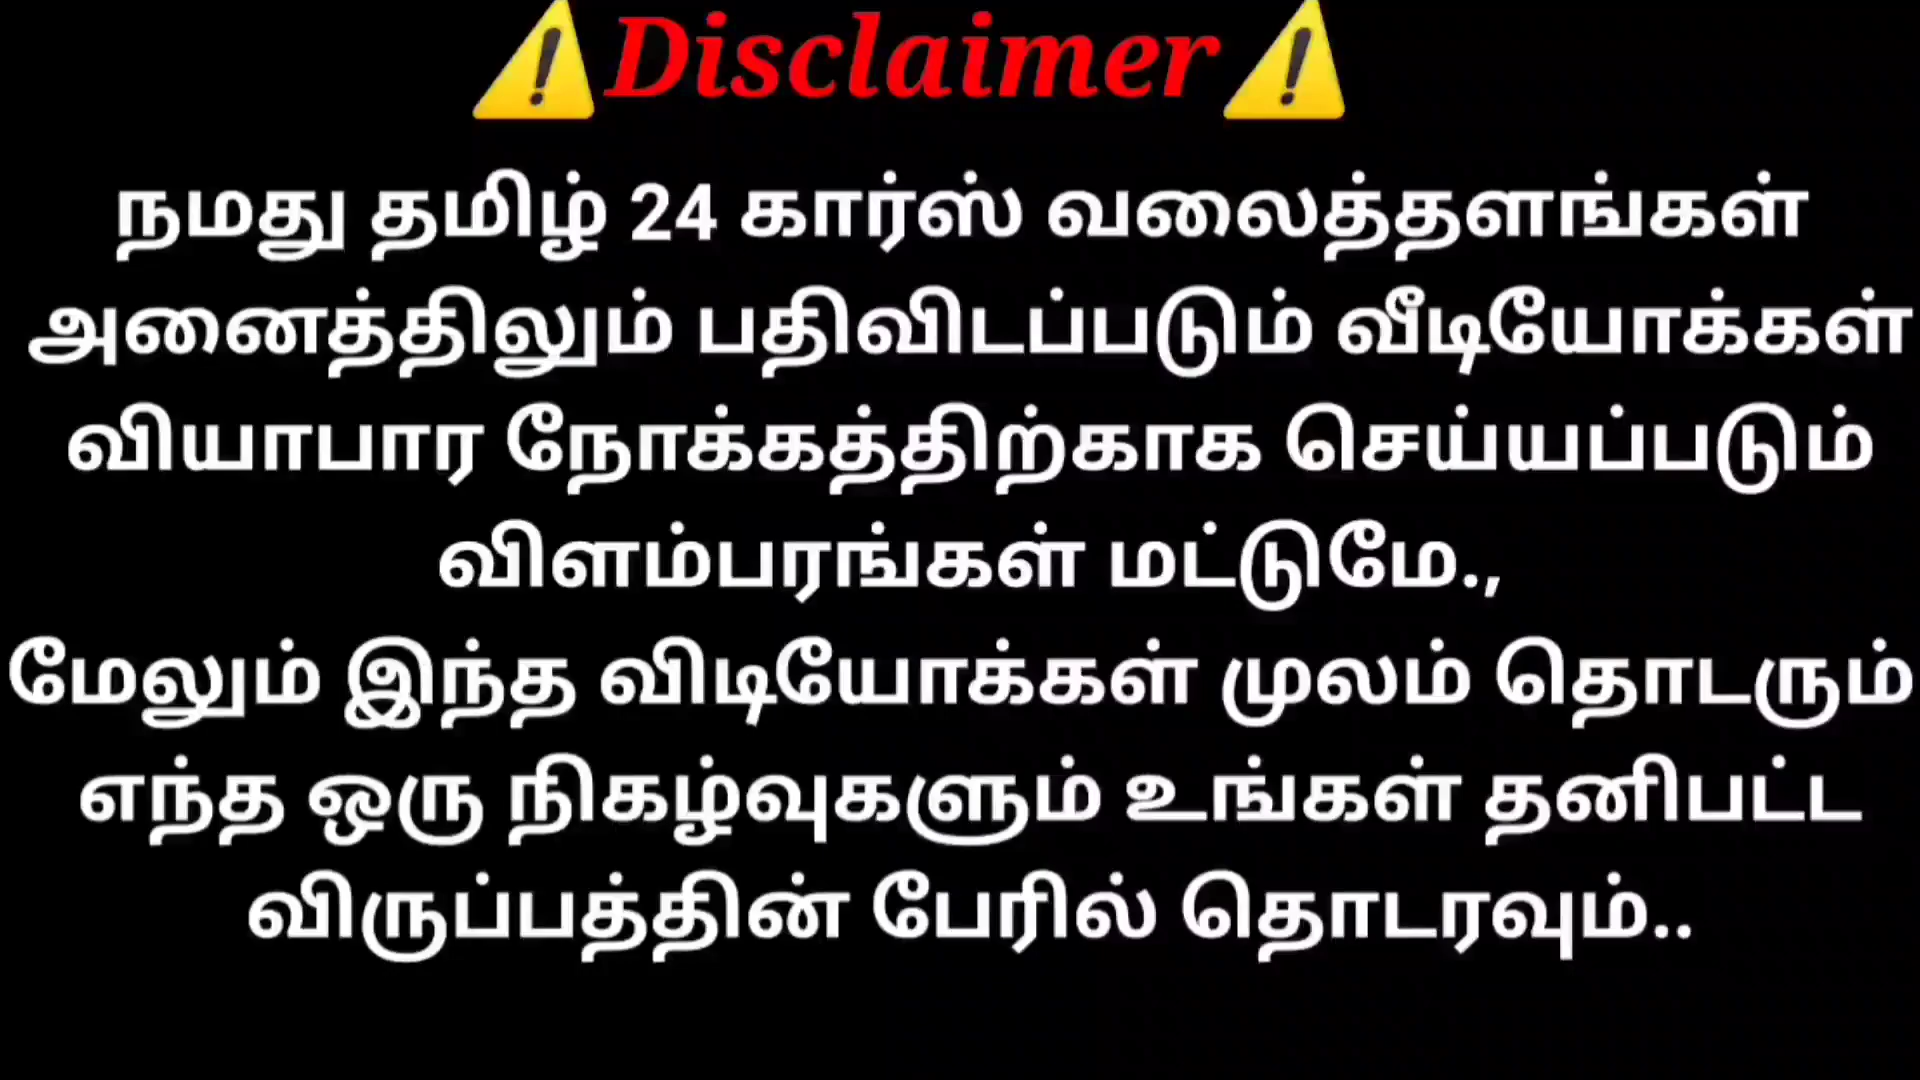 ⚠️Disclaimer⚠️
நமது தமிழ் 24 கார்ஸ் வலைத்தளங்கள்
அனைத்திலும் பதிவிடப்படும் வீடியோக்கள்
வியாபார நோக்கத்திற்காக செய்யப்படும்
விளம்பரங்கள் மட்டுமே.,
மேலும் இந்த விடியோக்கள் முலம் தொடரும்
எந்த ஒரு நிகழ்வுகளும் உங்கள் தனிபட்ட
விருப்பத்தின் பேரில் தொடரவும்..